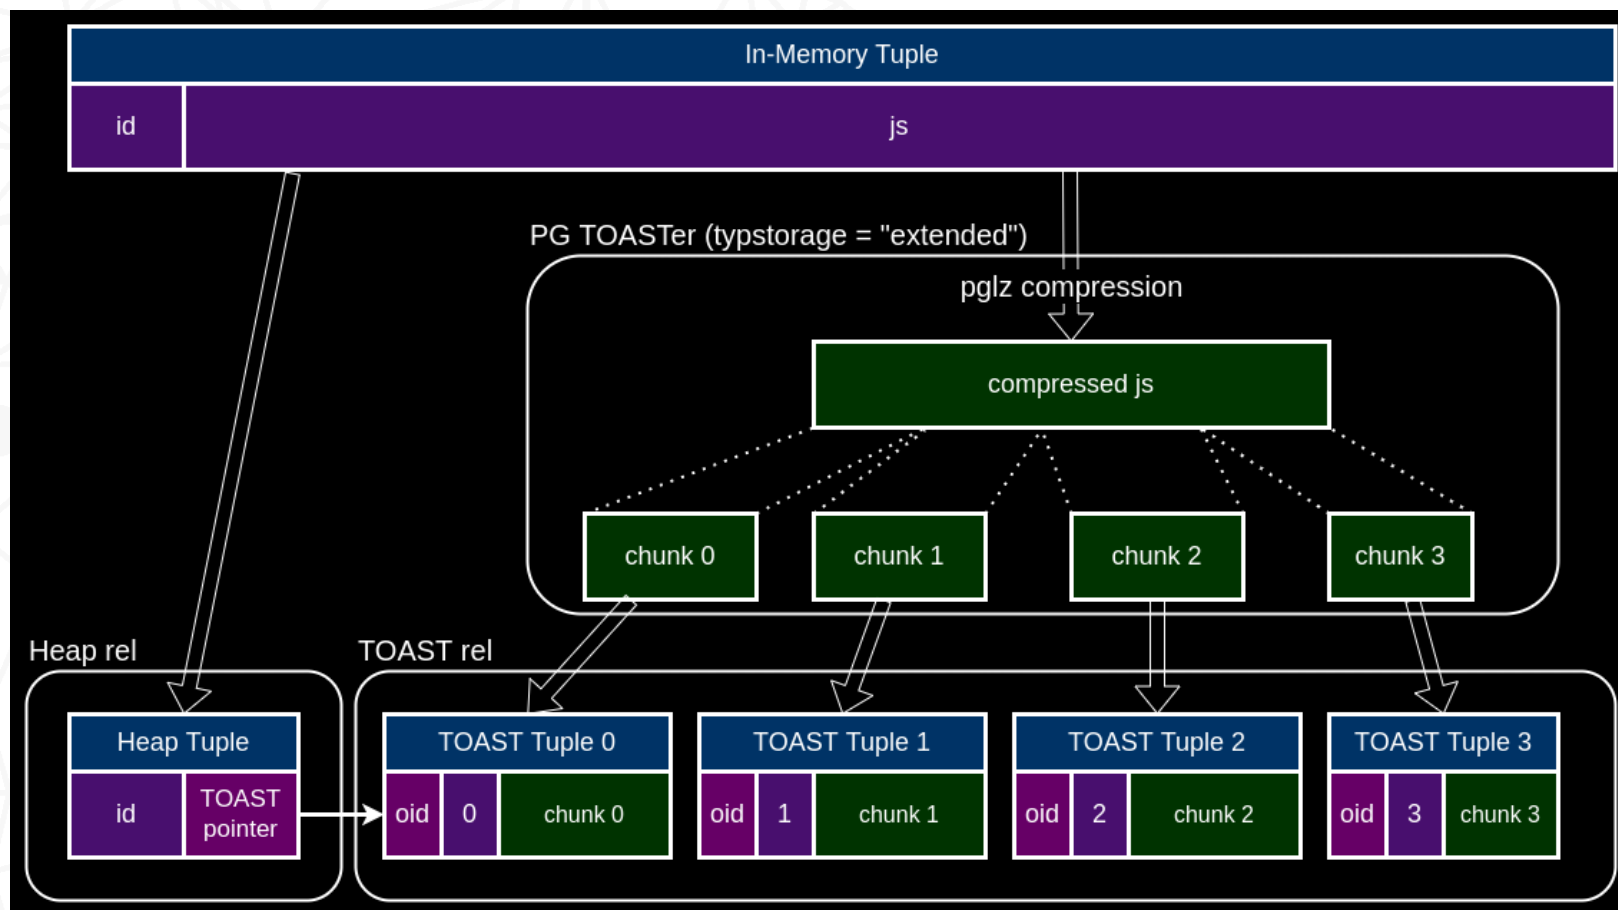 In-Memory Tuple
id
js
PG TOASTer (typstorage = "extended")
pglz compression
compressed js
chunk 0
chunk 1
chunk 2
chunk 3
Heap rel
TOAST rel
Heap Tuple
TOAST Tuple 0
TOAST Tuple 1
TOAST Tuple 2
TOAST Tuple 3
id
TOAST
pointer
oid
0
chunk 0
oid
1
chunk 1
oid
2
chunk 2
oid
3
chunk 3